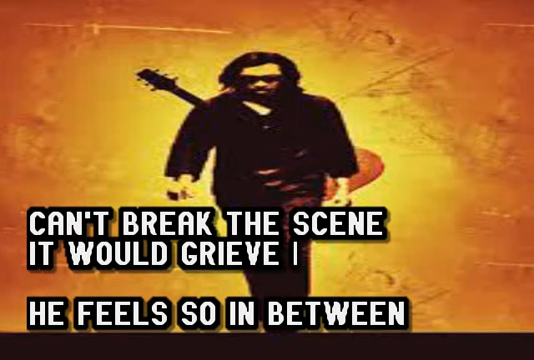 CAN'T BREAK THE SCENE
IT WOULD GRIEVE I
HE FEELS SO IN BETWEEN